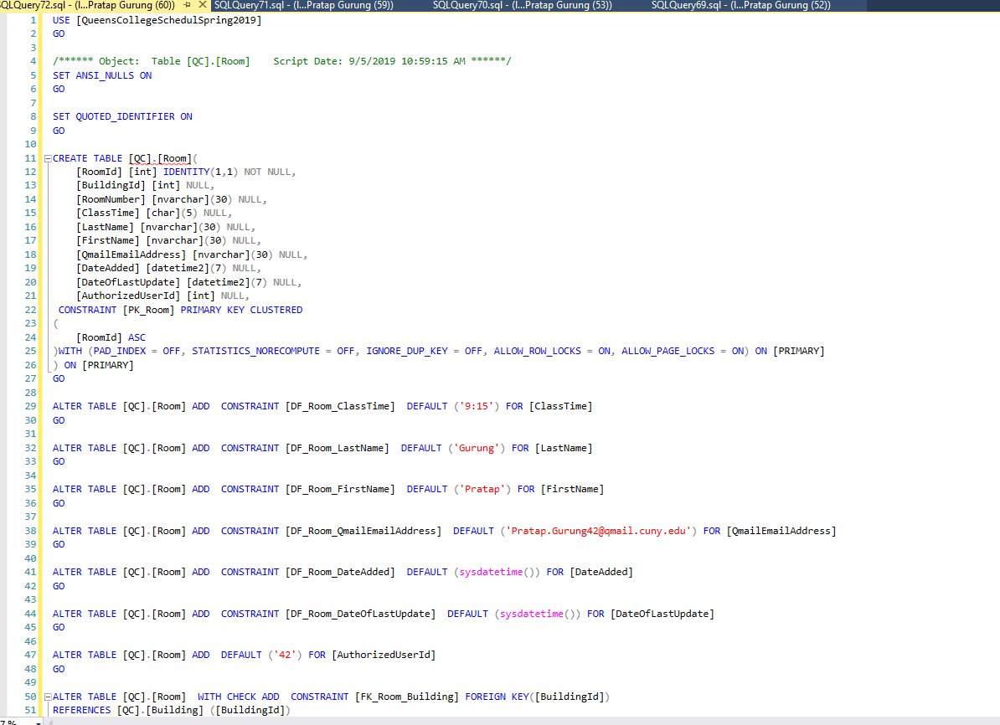 SQLQuery72.sql - (l...Pratap Gurung (60)) SQLQuery71.sql - (l...Pratap Gurung (59)) SQLQuery70.sql - (l...Pratap Gurung (53)) SQLQuery69.sql - (l...Pratap Gurung (52))
1 USE [QueensCollegeSchedulSpring2019]
2 GO
3
4 /****** Object:  Table [QC].[Room]    Script Date: 9/5/2019 10:59:15 AM ******/
5 SET ANSI_NULLS ON
6 GO
7
8 SET QUOTED_IDENTIFIER ON
9 GO
10
11 CREATE TABLE [QC].[Room](
12     [RoomId] [int] IDENTITY(1,1) NOT NULL,
13     [BuildingId] [int] NULL,
14     [RoomNumber] [nvarchar](30) NULL,
15     [ClassTime] [char](5) NULL,
16     [LastName] [nvarchar](30) NULL,
17     [FirstName] [nvarchar](30) NULL,
18     [QmailEmailAddress] [nvarchar](30) NULL,
19     [DateAdded] [datetime2](7) NULL,
20     [DateOfLastUpdate] [datetime2](7) NULL,
21     [AuthorizedUserId] [int] NULL,
22  CONSTRAINT [PK_Room] PRIMARY KEY CLUSTERED
23 (
24     [RoomId] ASC
25 )WITH (PAD_INDEX = OFF, STATISTICS_NORECOMPUTE = OFF, IGNORE_DUP_KEY = OFF, ALLOW_ROW_LOCKS = ON, ALLOW_PAGE_LOCKS = ON) ON [PRIMARY]
26 ) ON [PRIMARY]
27 GO
28
29 ALTER TABLE [QC].[Room] ADD  CONSTRAINT [DF_Room_ClassTime]  DEFAULT ('9:15') FOR [ClassTime]
30 GO
31
32 ALTER TABLE [QC].[Room] ADD  CONSTRAINT [DF_Room_LastName]  DEFAULT ('Gurung') FOR [LastName]
33 GO
34
35 ALTER TABLE [QC].[Room] ADD  CONSTRAINT [DF_Room_FirstName]  DEFAULT ('Pratap') FOR [FirstName]
36 GO
37
38 ALTER TABLE [QC].[Room] ADD  CONSTRAINT [DF_Room_QmailEmailAddress]  DEFAULT ('Pratap.Gurung42@qmail.cuny.edu') FOR [QmailEmailAddress]
39 GO
40
41 ALTER TABLE [QC].[Room] ADD  CONSTRAINT [DF_Room_DateAdded]  DEFAULT (sysdatetime()) FOR [DateAdded]
42 GO
43
44 ALTER TABLE [QC].[Room] ADD  CONSTRAINT [DF_Room_DateOfLastUpdate]  DEFAULT (sysdatetime()) FOR [DateOfLastUpdate]
45 GO
46
47 ALTER TABLE [QC].[Room] ADD  DEFAULT ('42') FOR [AuthorizedUserId]
48 GO
49
50 ALTER TABLE [QC].[Room]  WITH CHECK ADD  CONSTRAINT [FK_Room_Building] FOREIGN KEY([BuildingId])
51 REFERENCES [QC].[Building] ([BuildingId])